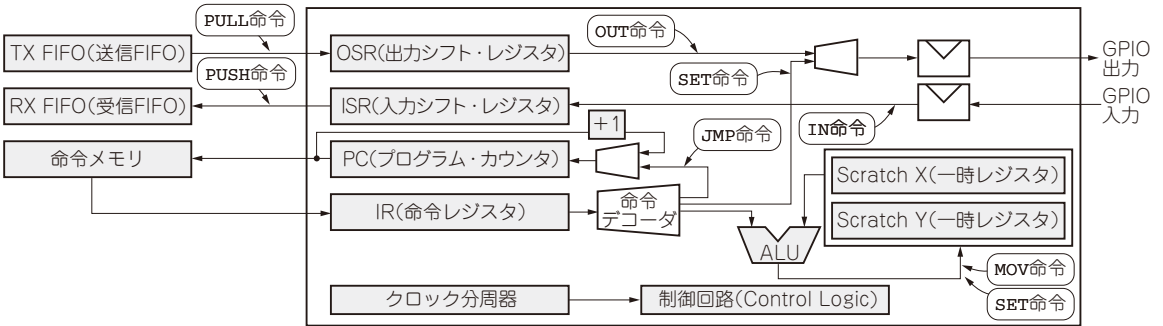 PULL命令
TX FIFO(送信FIFO)
OSR(出力シフト・レジスタ)
OUT命令
GPIO
出力
PUSH命令
SET命令
RX FIFO(受信FIFO)
ISR(入力シフト・レジスタ)
GPIO
入力
+1
JMP命令
IN命令
命令メモリ
PC(プログラム・カウンタ)
Scratch X(一時レジスタ)
IR(命令レジスタ)
命令
デコーダ
Scratch Y(一時レジスタ)
ALU
MOV命令
クロック分周器
制御回路(Control Logic)
SET命令